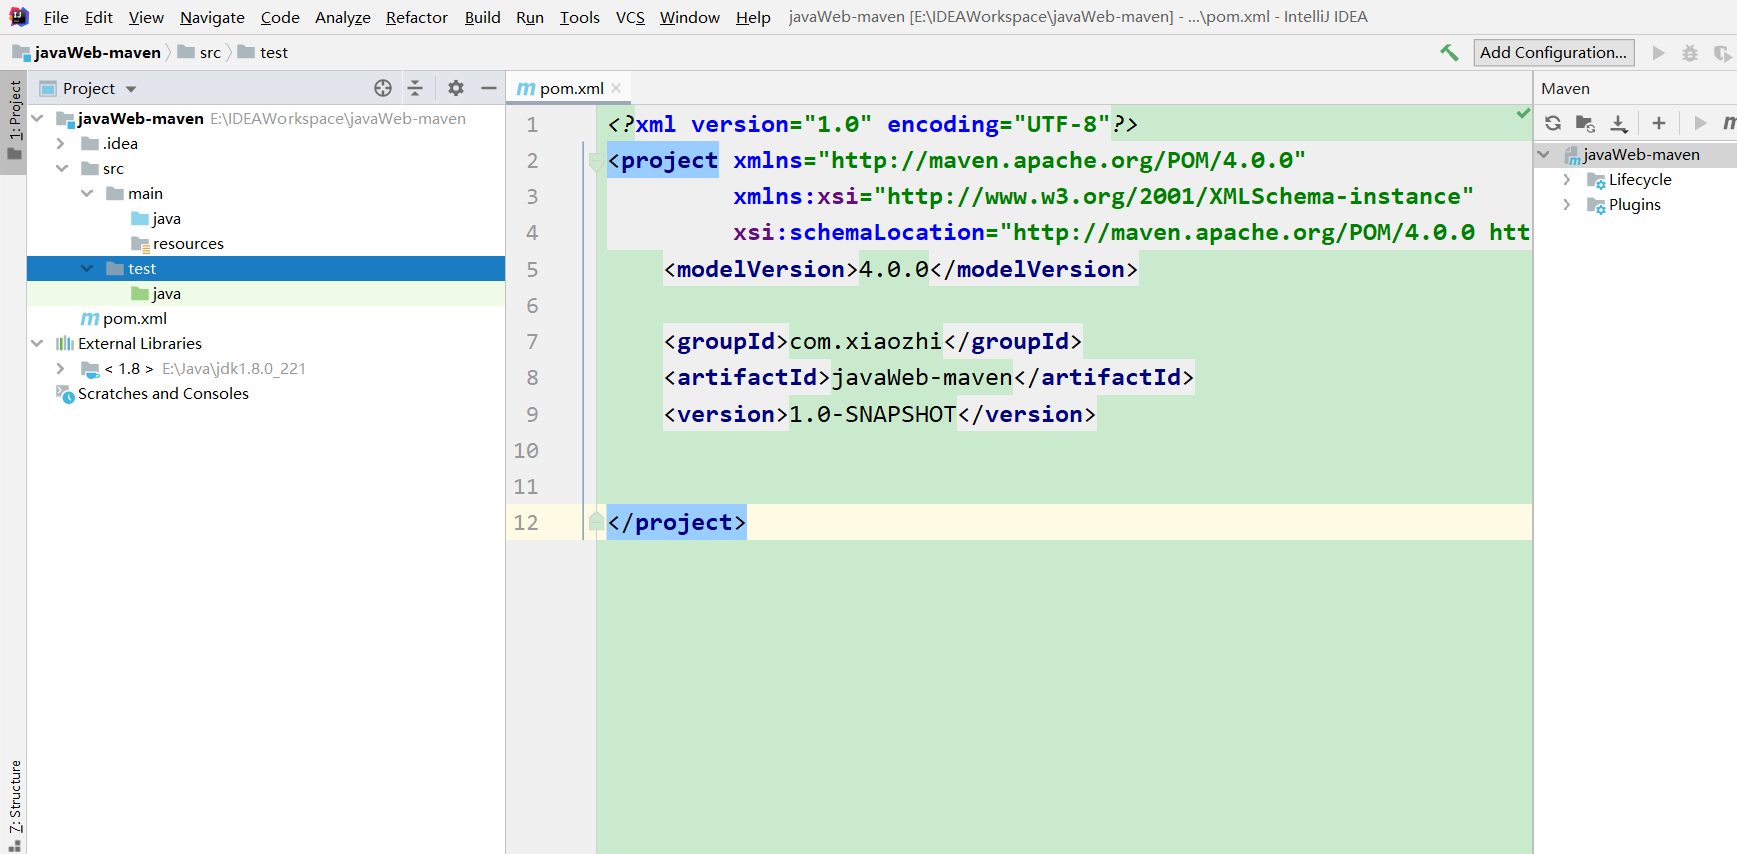 File Edit View Navigate Code Analyze Refactor Build Run Tools VCS Window Help javaWeb-maven [E:\IDEAWorkspace\javaWeb-maven] - ...\pom.xml - IntelliJ IDEA
javaWeb-maven src test Add Configuration...
1: Project
Project
pom.xml
Maven
javaWeb-maven E:\IDEAWorkspace\javaWeb-maven
.idea
src
main
java
resources
test
java
pom.xml
External Libraries
< 1.8 > E:\Java\jdk1.8.0_221
Scratches and Consoles
1 <?xml version="1.0" encoding="UTF-8"?>
2 <project xmlns="http://maven.apache.org/POM/4.0.0"
3 xmlns:xsi="http://www.w3.org/2001/XMLSchema-instance"
4 xsi:schemaLocation="http://maven.apache.org/POM/4.0.0 htt
5 <modelVersion>4.0.0</modelVersion>
6
7 <groupId>com.xiaozhi</groupId>
8 <artifactId>javaWeb-maven</artifactId>
9 <version>1.0-SNAPSHOT</version>
10
11
12 </project>
javaWeb-maven
Lifecycle
Plugins
7: Structure